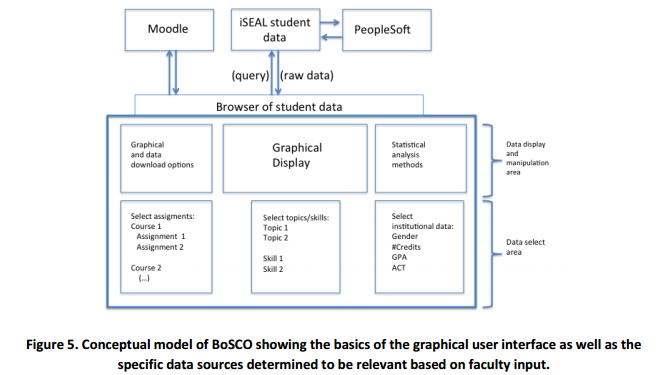 Moodle
iSEAL student
data
PeopleSoft
(query) (raw data)
Browser of student data
Graphical
and data
download options
Graphical
Display
Statistical
analysis
methods
Data display
and
manipulation
area
Select assigments:
Course 1
Assignment 1
Assignment 2
Course 2
(...)
Select topics/skills:
Topic 1
Topic 2
Skill 1
Skill 2
Select
institutional data:
Gender
#Credits
GPA
ACT
Data select
area
Figure 5. Conceptual model of BoSCO showing the basics of the graphical user interface as well as the
specific data sources determined to be relevant based on faculty input.